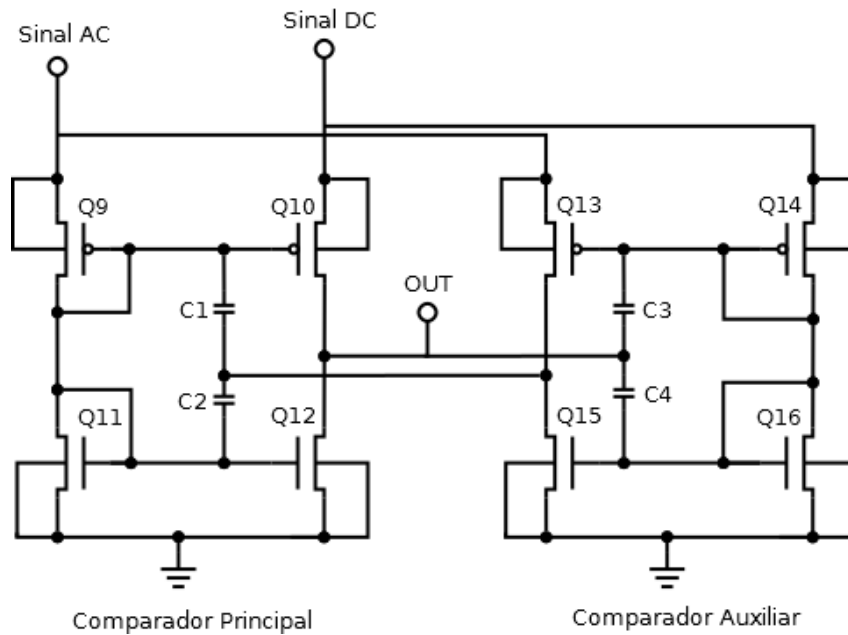 Sinal AC
Sinal DC
Q9
Q10
Q13
Q14
OUT
C1
C3
C2
C4
Q11
Q12
Q15
Q16
Comparador Principal
Comparador Auxiliar